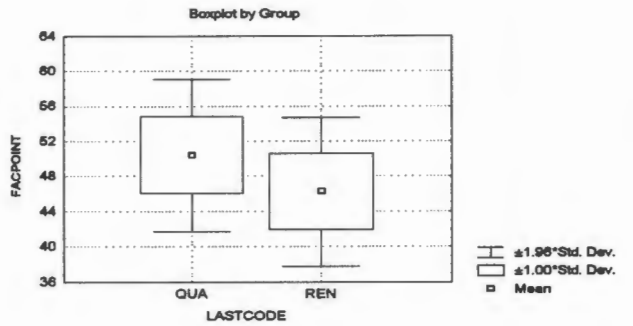 Boxplot by Group
64
60
56
52
48
44
40
36
FACPOINT
QUA REN
LASTCODE
±1.96*Std. Dev.
±1.00*Std. Dev.
Mean